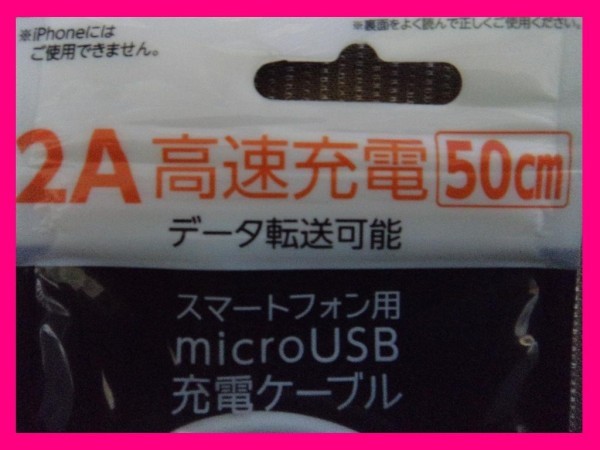 ※iPhoneには
ご使用できません。
※裏面をよく読んで正しくご使用ください。
2A 高速充電 50cm
データ転送可能
スマートフォン用
microUSB
充電ケーブル